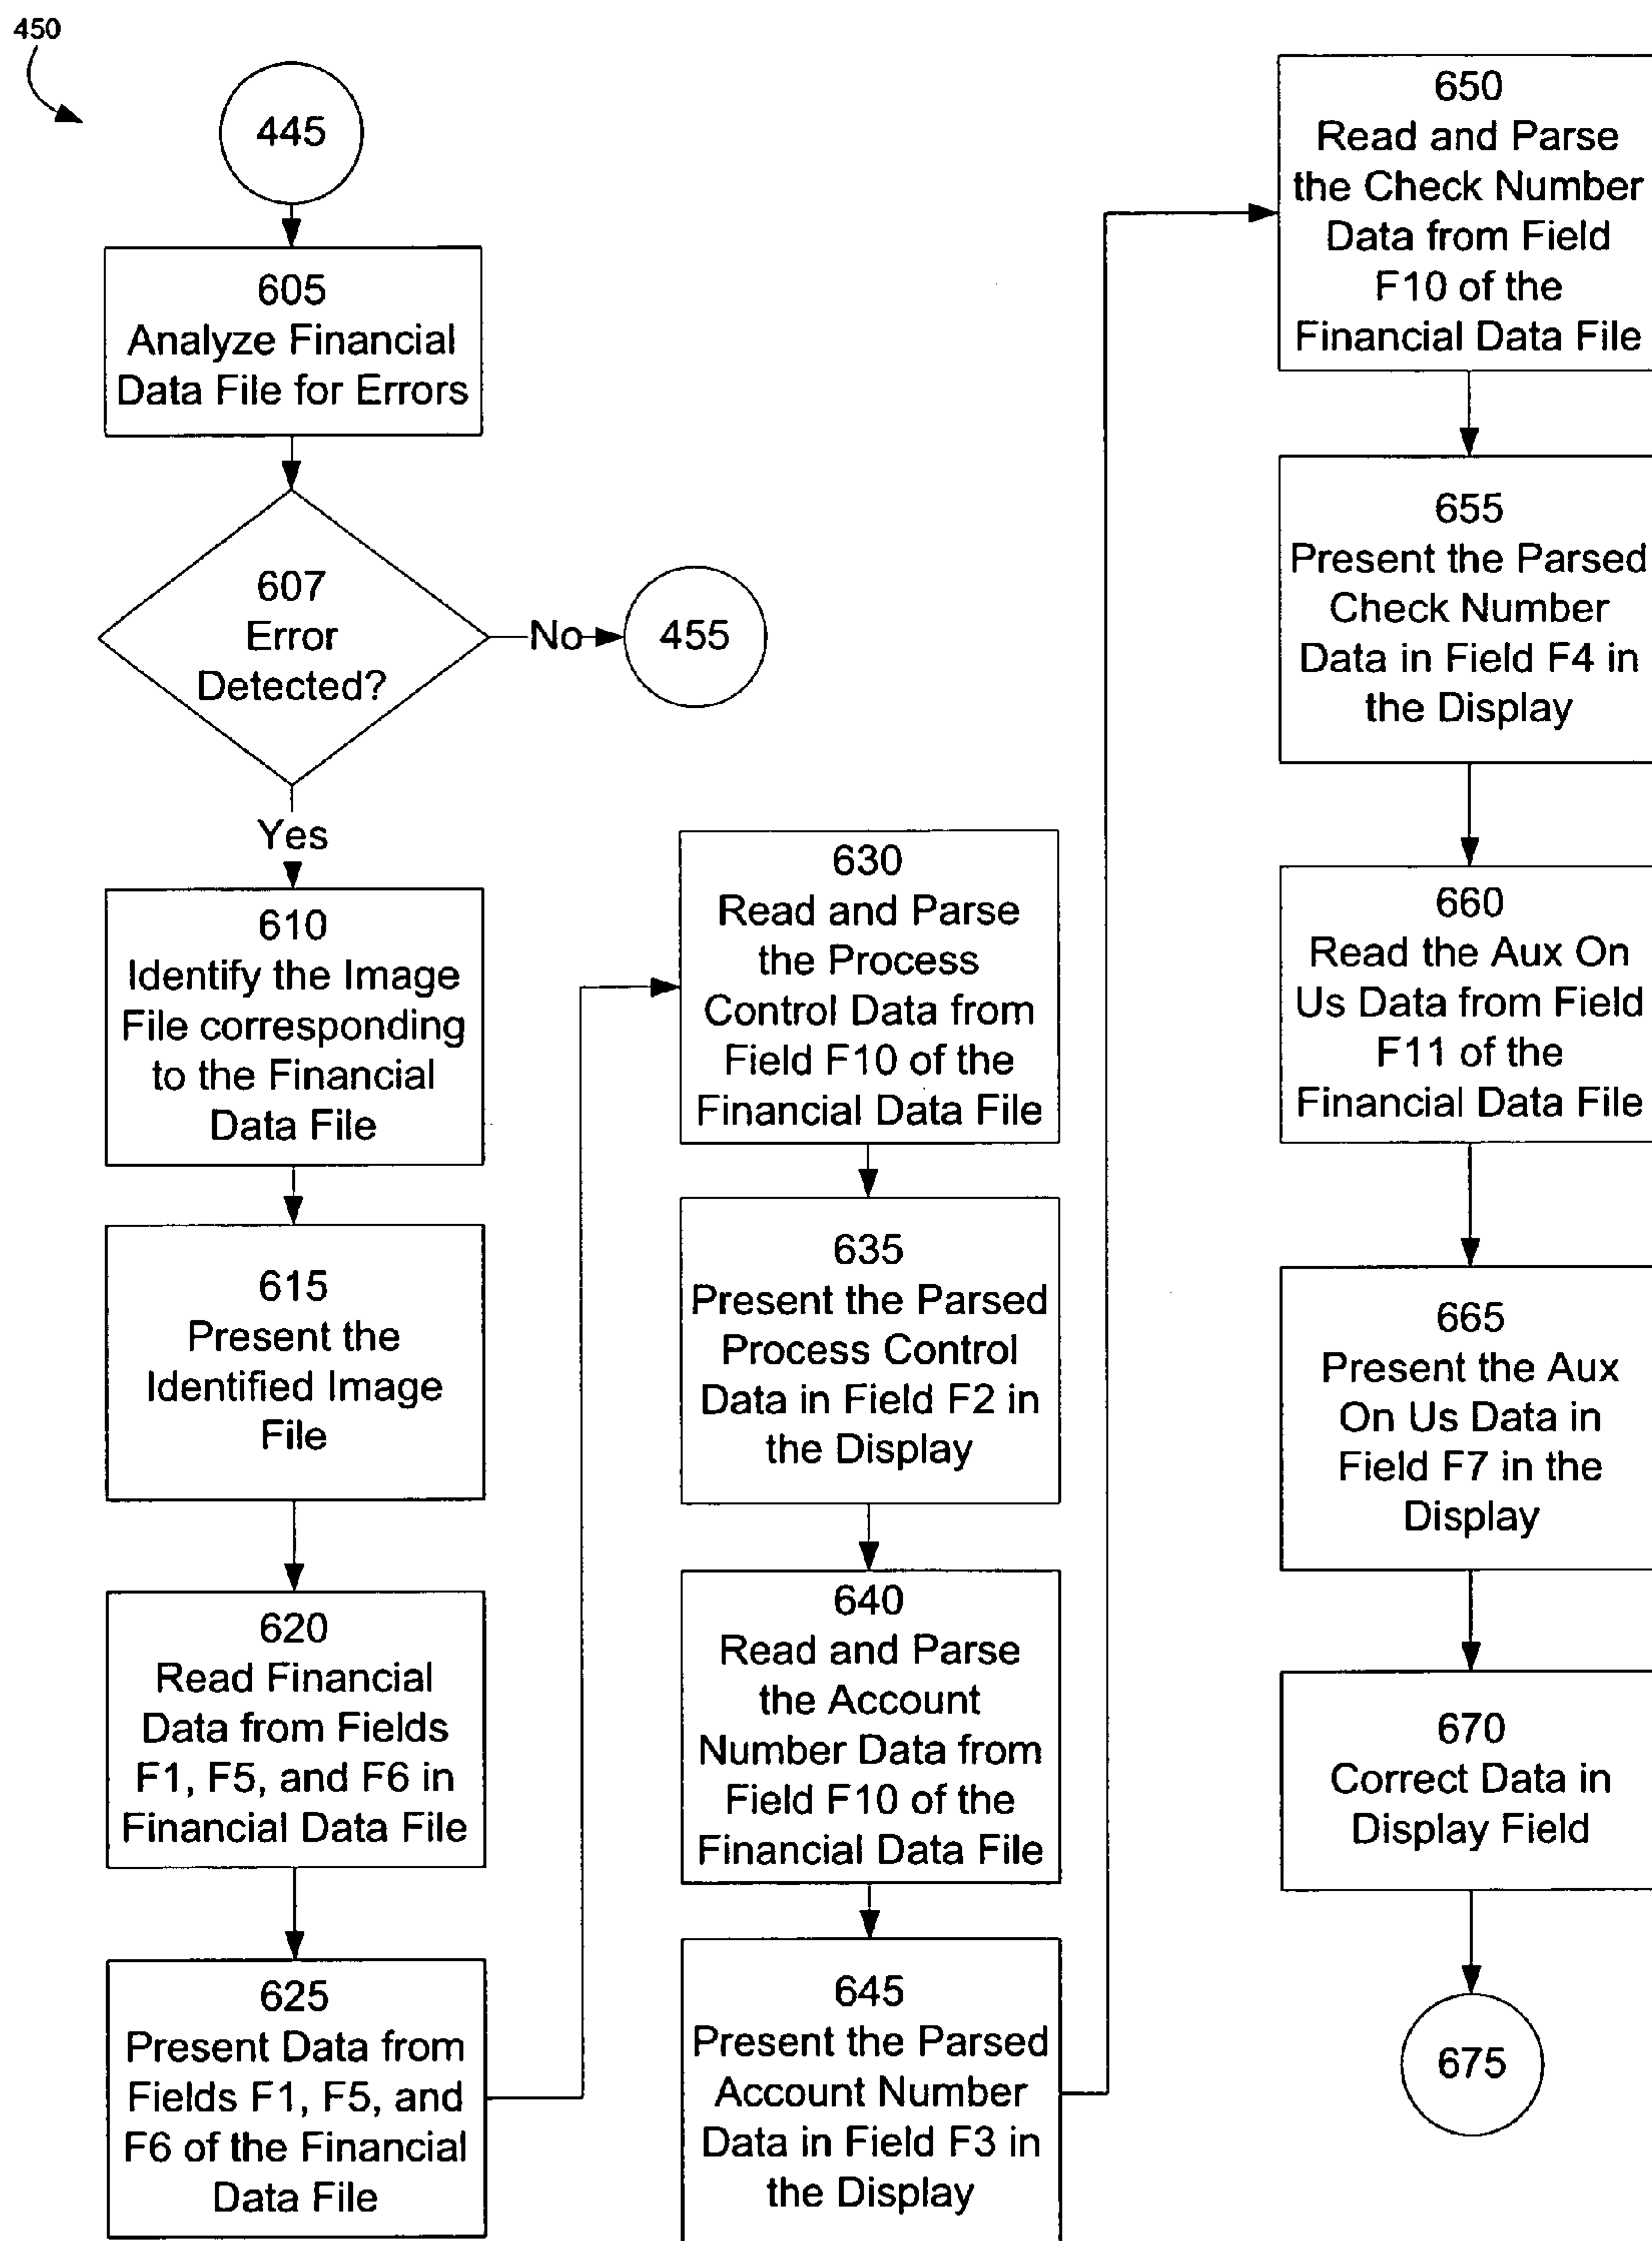 450
445
605
Analyze Financial
Data File for Errors
607
Error
Detected?
No
455
Yes
610
Identify the Image
File corresponding
to the Financial
Data File
615
Present the
Identified Image
File
620
Read Financial
Data from Fields
F1, F5, and F6 in
Financial Data File
625
Present Data from
Fields F1, F5, and
F6 of the Financial
Data File
630
Read and Parse
the Process
Control Data from
Field F10 of the
Financial Data File
635
Present the Parsed
Process Control
Data in Field F2 in
the Display
640
Read and Parse
the Account
Number Data from
Field F10 of the
Financial Data File
645
Present the Parsed
Account Number
Data in Field F3 in
the Display
650
Read and Parse
the Check Number
Data from Field
F10 of the
Financial Data File
655
Present the Parsed
Check Number
Data in Field F4 in
the Display
660
Read the Aux On
Us Data from Field
F11 of the
Financial Data File
665
Present the Aux
On Us Data in
Field F7 in the
Display
670
Correct Data in
Display Field
675